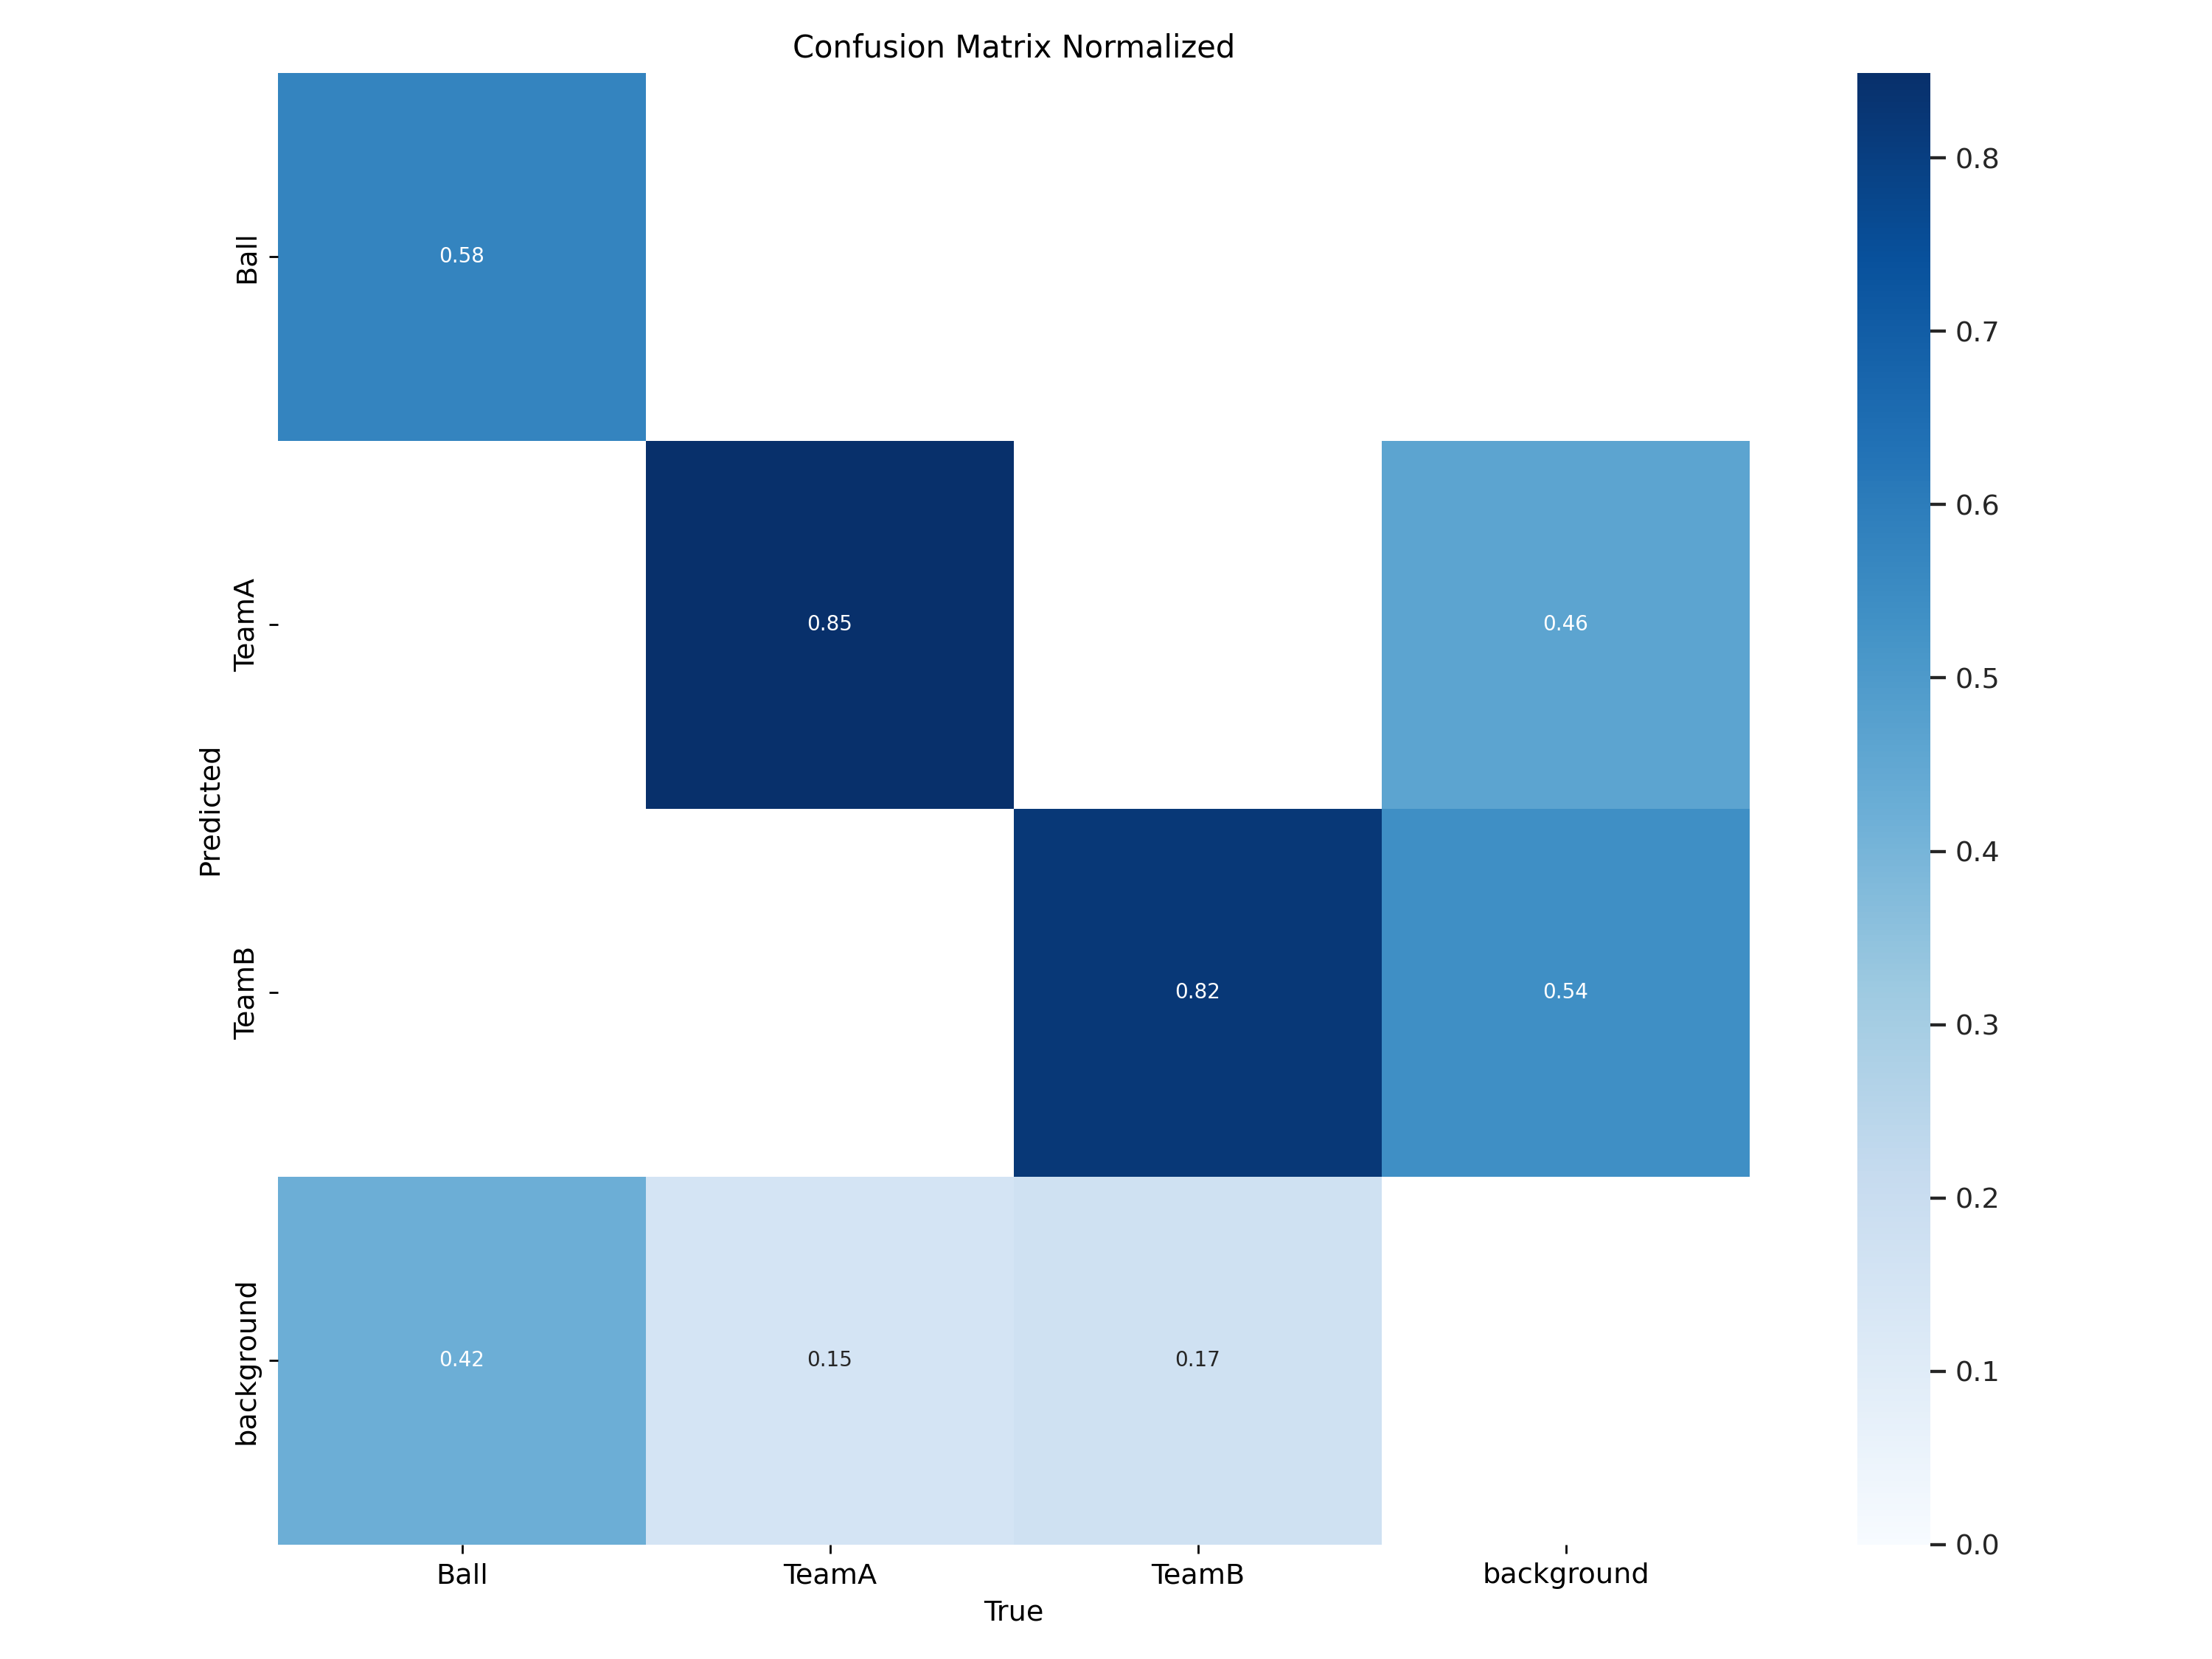 Confusion Matrix Normalized
Predicted
Ball
TeamA
TeamB
background
0.58
0.85
0.46
0.82
0.54
0.42
0.15
0.17
Ball
TeamA
TeamB
background
True
0.8
0.7
0.6
0.5
0.4
0.3
0.2
0.1
0.0